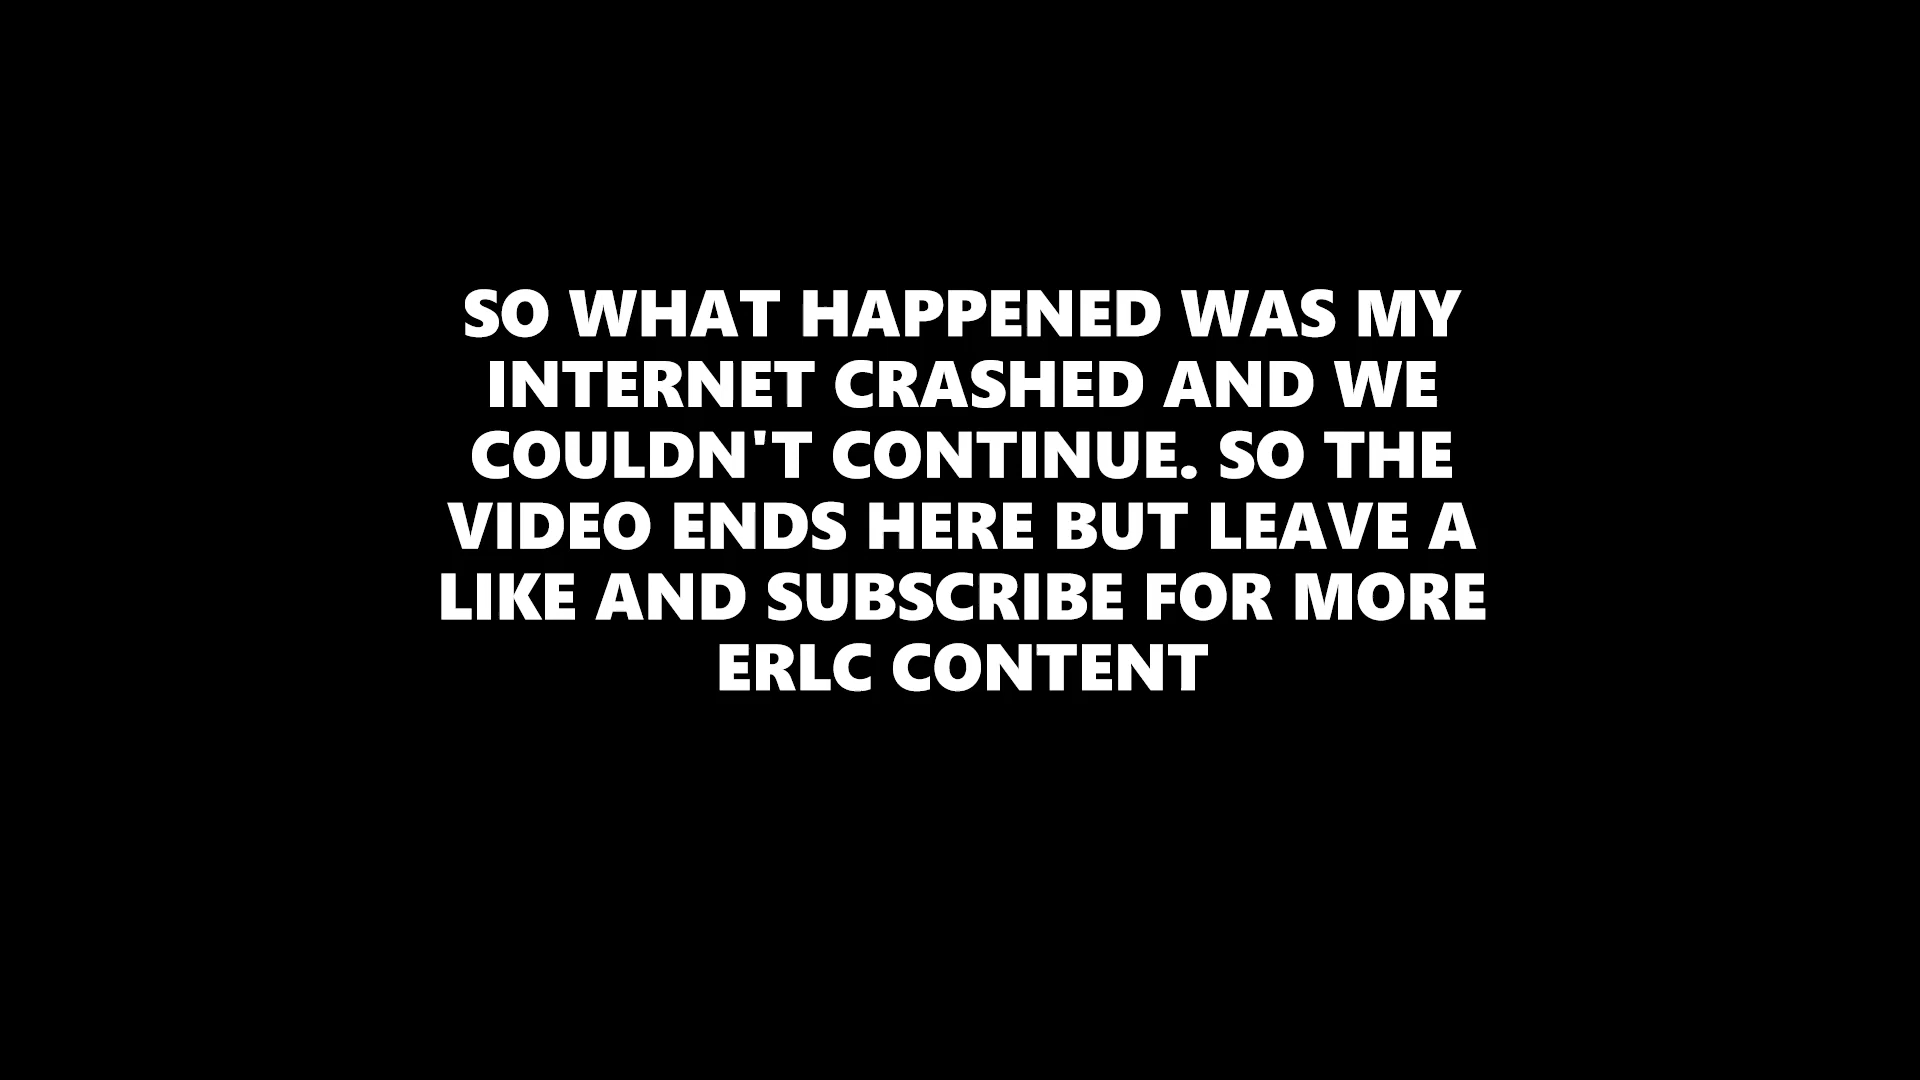 SO WHAT HAPPENED WAS MY
INTERNET CRASHED AND WE
COULDN'T CONTINUE. SO THE
VIDEO ENDS HERE BUT LEAVE A
LIKE AND SUBSCRIBE FOR MORE
ERLC CONTENT